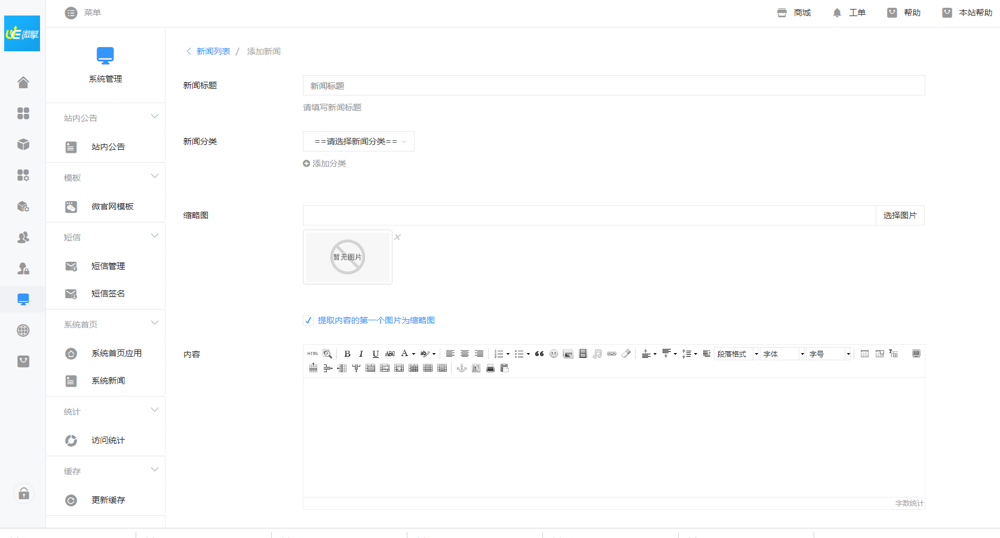 微擎
菜单
商城
工单
帮助
本站帮助
系统管理
站内公告
站内公告
模板
微官网模板
短信
短信管理
短信签名
系统首页
系统首页应用
系统新闻
统计
访问统计
缓存
更新缓存
新闻列表 / 添加新闻
新闻标题
新闻标题
请填写新闻标题
新闻分类
==请选择新闻分类==
添加分类
缩略图
选择图片
暂无图片
提取内容的第一个图片为缩略图
内容
HTML
B I U ABC A ab
段落格式
字体
字号
字数统计